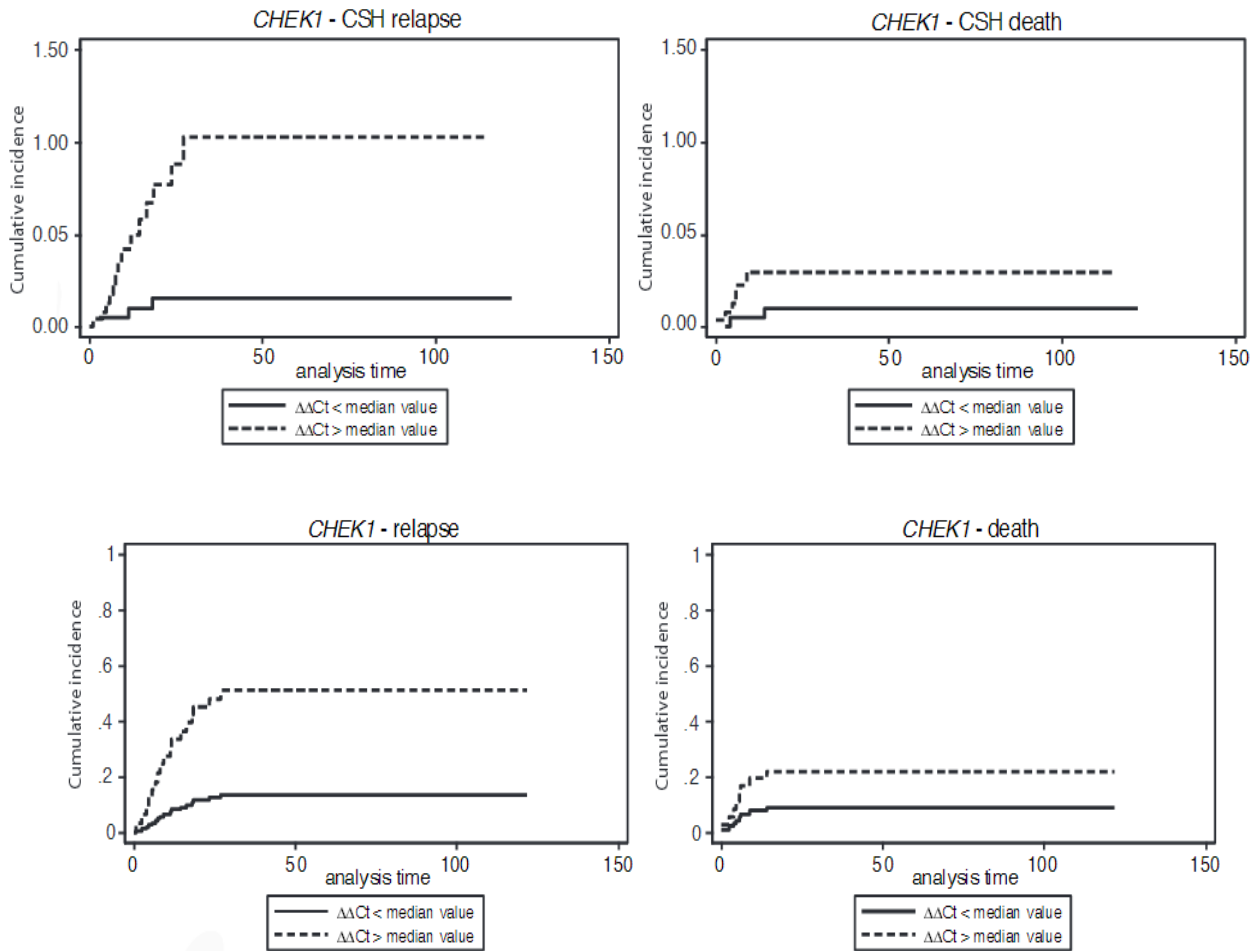 CHEK1 - CSH relapse
Cumulative incidence
1.50
1.00
0.05
0.00
0
50
100
150
analysis time
ΔΔCt < median value
ΔΔCt > median value
CHEK1 - CSH death
Cumulative incidence
1.50
1.00
0.05
0.00
0
50
100
150
analysis time
ΔΔCt < median value
ΔΔCt > median value
CHEK1 - relapse
Cumulative incidence
1
.8
.6
.4
.2
0
0
50
100
150
analysis time
ΔΔCt < median value
ΔΔCt > median value
CHEK1 - death
Cumulative incidence
1
.8
.6
.4
.2
0
0
50
100
150
analysis time
ΔΔCt < median value
ΔΔCt > median value